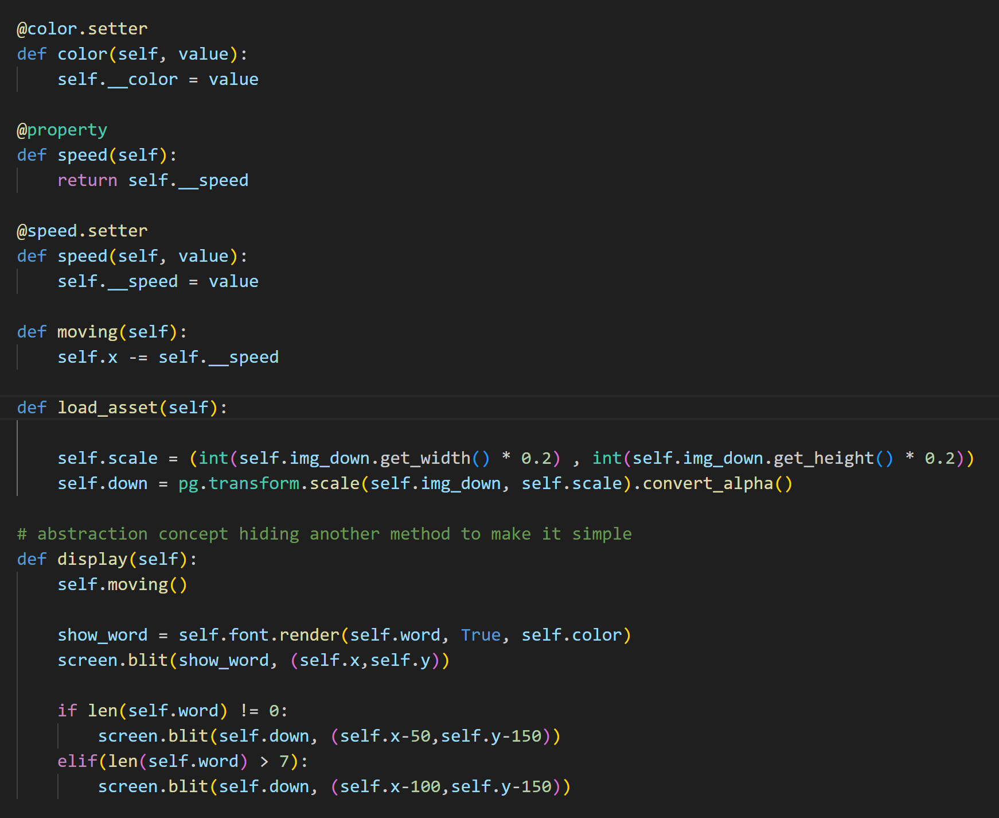 @color.setter
def color(self, value):
    self.__color = value
@property
def speed(self):
    return self.__speed
@speed.setter
def speed(self, value):
    self.__speed = value
def moving(self):
    self.x -= self.__speed
def load_asset(self):
    self.scale = (int(self.img_down.get_width() * 0.2) , int(self.img_down.get_height() * 0.2))
    self.down = pg.transform.scale(self.img_down, self.scale).convert_alpha()
# abstraction concept hiding another method to make it simple
def display(self):
    self.moving()
    show_word = self.font.render(self.word, True, self.color)
    screen.blit(show_word, (self.x,self.y))
    if len(self.word) != 0:
        screen.blit(self.down, (self.x-50,self.y-150))
    elif(len(self.word) > 7):
        screen.blit(self.down, (self.x-100,self.y-150))